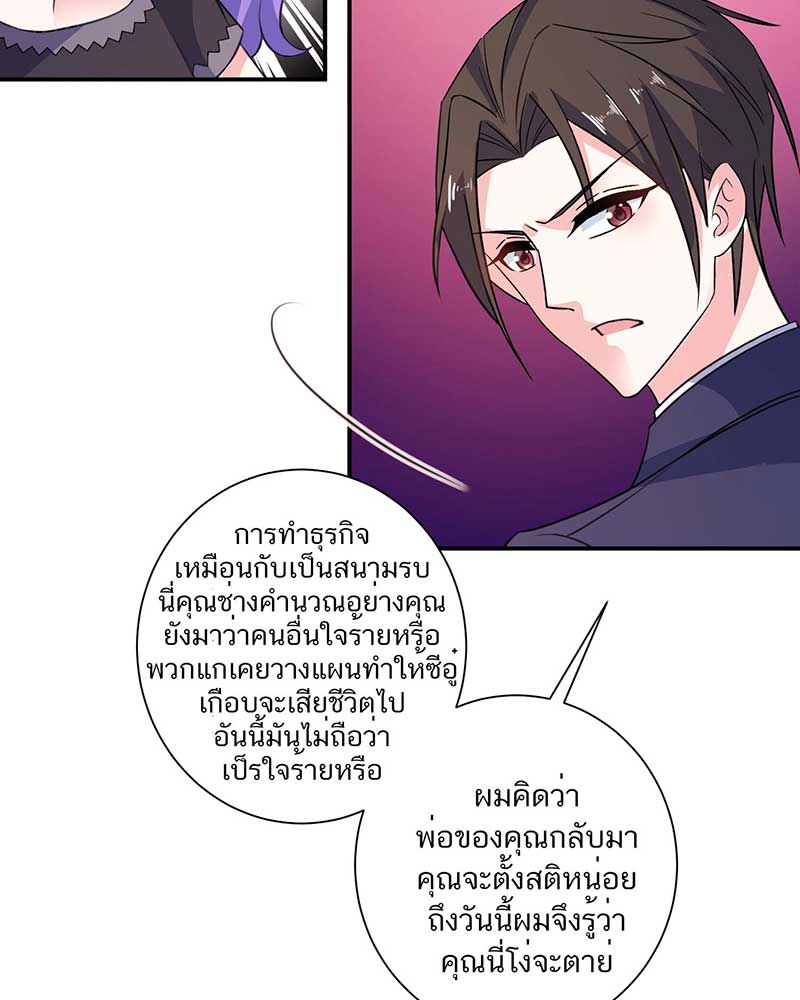 การทำธุรกิจ
เหมือนกับเป็นสนามรบ
นี่คุณช่างคำนวณอย่างคุณ
ยังมาว่าคนอื่นใจร้ายหรือ
พวกแกเคยวางแผนทำให้ซีอู๋
เกือบจะเสียชีวิตไป
อันนี้มันไม่ถือว่า
เป็รใจร้ายหรือ
ผมคิดว่า
พ่อของคุณกลับมา
คุณจะตั้งสติหน่อย
ถึงวันนี้ผมจึงรู้ว่า
คุณนี่โง่จะตาย่